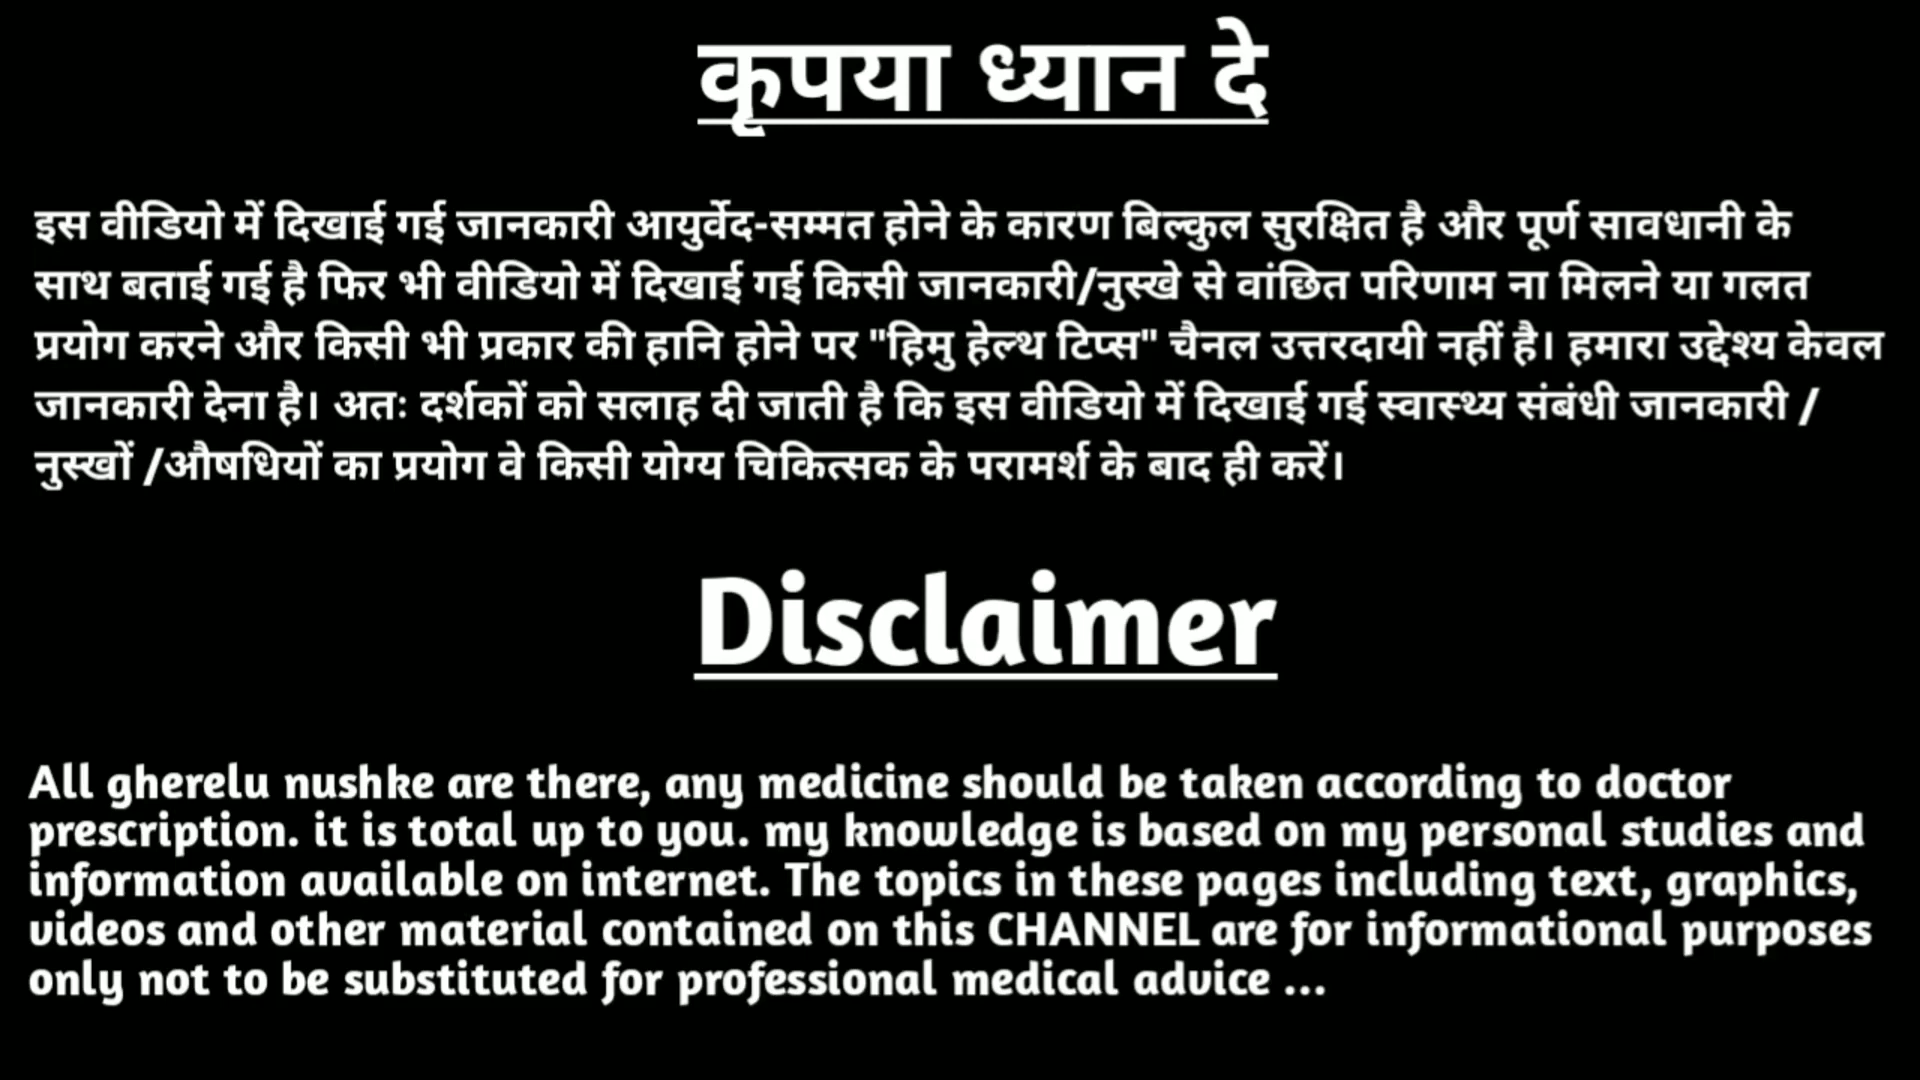 कृपया ध्यान दे
इस वीडियो में दिखाई गई जानकारी आयुर्वेद-सम्मत होने के कारण बिल्कुल सुरक्षित है और पूर्ण सावधानी के
साथ बताई गई है फिर भी वीडियो में दिखाई गई किसी जानकारी/नुस्खे से वांछित परिणाम ना मिलने या गलत
प्रयोग करने और किसी भी प्रकार की हानि होने पर "हिमु हेल्थ टिप्स" चैनल उत्तरदायी नहीं है। हमारा उद्देश्य केवल
जानकारी देना है। अतः दर्शकों को सलाह दी जाती है कि इस वीडियो में दिखाई गई स्वास्थ्य संबंधी जानकारी /
नुस्खों /औषधियों का प्रयोग वे किसी योग्य चिकित्सक के परामर्श के बाद ही करें।
Disclaimer
All gherelu nushke are there, any medicine should be taken according to doctor
prescription. it is total up to you. my knowledge is based on my personal studies and
information available on internet. The topics in these pages including text, graphics,
videos and other material contained on this CHANNEL are for informational purposes
only not to be substituted for professional medical advice ...